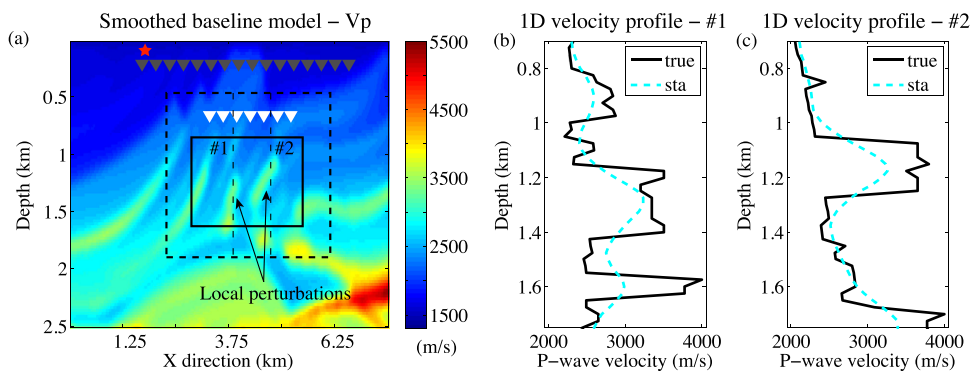 Smoothed baseline model − Vp
(a)
0.5
1
1.5
2
2.5
Depth (km)
#1
#2
Local perturbations
1.25
3.75
6.25
X direction (km)
5500
4500
3500
2500
1500
(m/s)
1D velocity profile − #1
(b)
0.8
1
1.2
1.4
1.6
Depth (km)
true
sta
2000
3000
4000
P−wave velocity (m/s)
1D velocity profile − #2
(c)
0.8
1
1.2
1.4
1.6
Depth (km)
true
sta
2000
3000
4000
P−wave velocity (m/s)